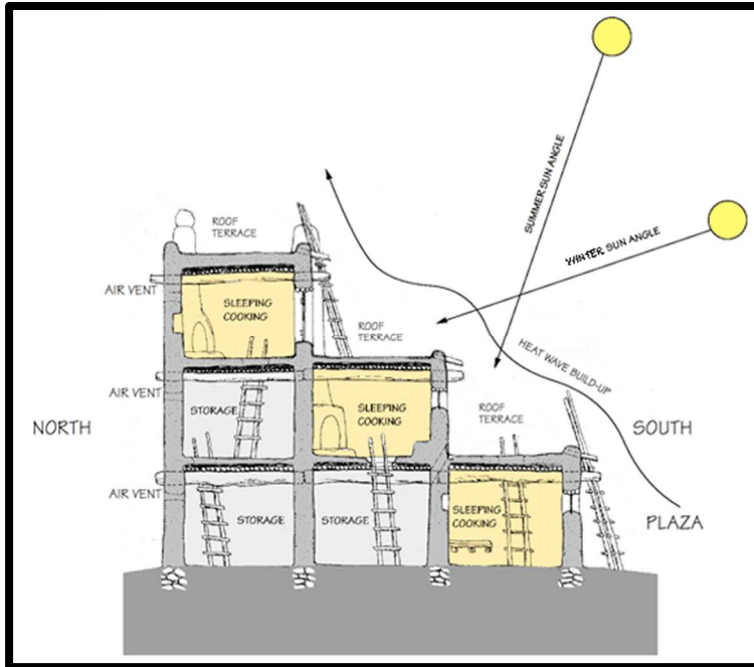 SUMMER SUN ANGLE
WINTER SUN ANGLE
ROOF
TERRACE
AIR VENT
SLEEPING
COOKING
ROOF
TERRACE
HEAT WAVE BUILD-UP
AIR VENT
STORAGE
SLEEPING
COOKING
ROOF
TERRACE
NORTH
SOUTH
AIR VENT
STORAGE
STORAGE
SLEEPING
COOKING
PLAZA